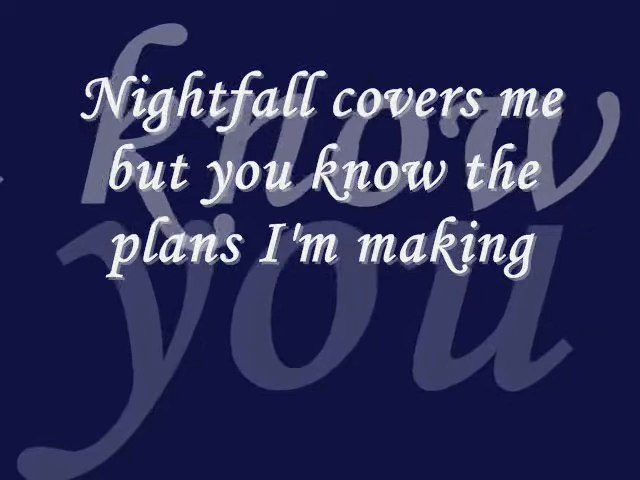 Nightfall covers me
but you know the
plans I'm making
know
you